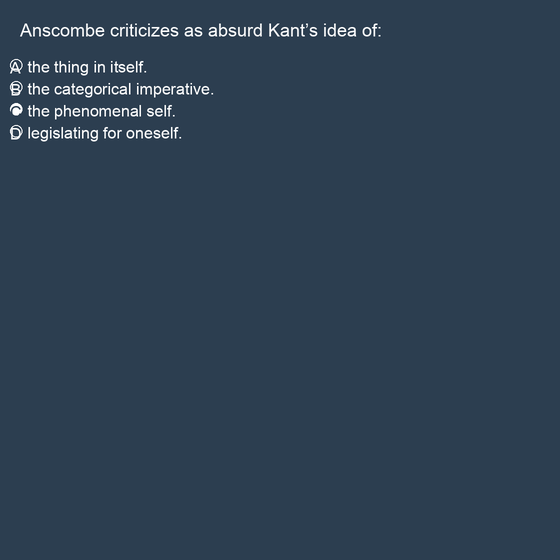 Anscombe criticizes as absurd Kant’s idea of:
A the thing in itself.
B the categorical imperative.
the phenomenal self.
D legislating for oneself.